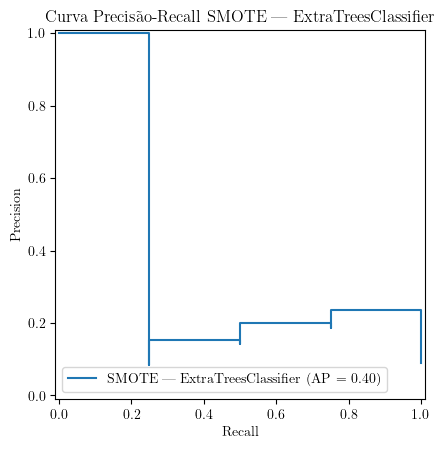 Curva Precisão-Recall SMOTE — ExtraTreesClassifier
1.0
0.8
0.6
0.4
0.2
0.0
Precision
SMOTE — ExtraTreesClassifier (AP = 0.40)
0.0 0.2 0.4 0.6 0.8 1.0
Recall